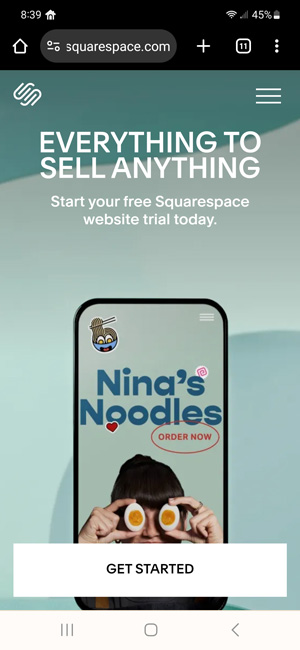 8:39
45%
squarespace.com
11
EVERYTHING TO
SELL ANYTHING
Start your free Squarespace
website trial today.
Nina's
Noodles
ORDER NOW
GET STARTED